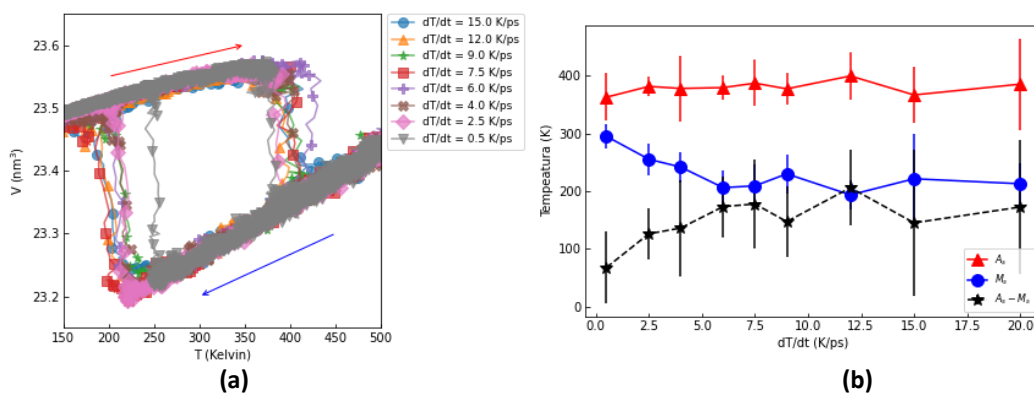 23.6
23.5
23.4
23.3
23.2
V (nm³)
150 200 250 300 350 400 450 500
T (Kelvin)
dT/dt = 15.0 K/ps
dT/dt = 12.0 K/ps
dT/dt = 9.0 K/ps
dT/dt = 7.5 K/ps
dT/dt = 6.0 K/ps
dT/dt = 4.0 K/ps
dT/dt = 2.5 K/ps
dT/dt = 0.5 K/ps
(a)
400
300
200
100
0
Tempeatura (K)
0.0 2.5 5.0 7.5 10.0 12.5 15.0 17.5 20.0
dT/dt (K/ps)
Aₛ
Mₛ
Aₛ − Mₛ
(b)